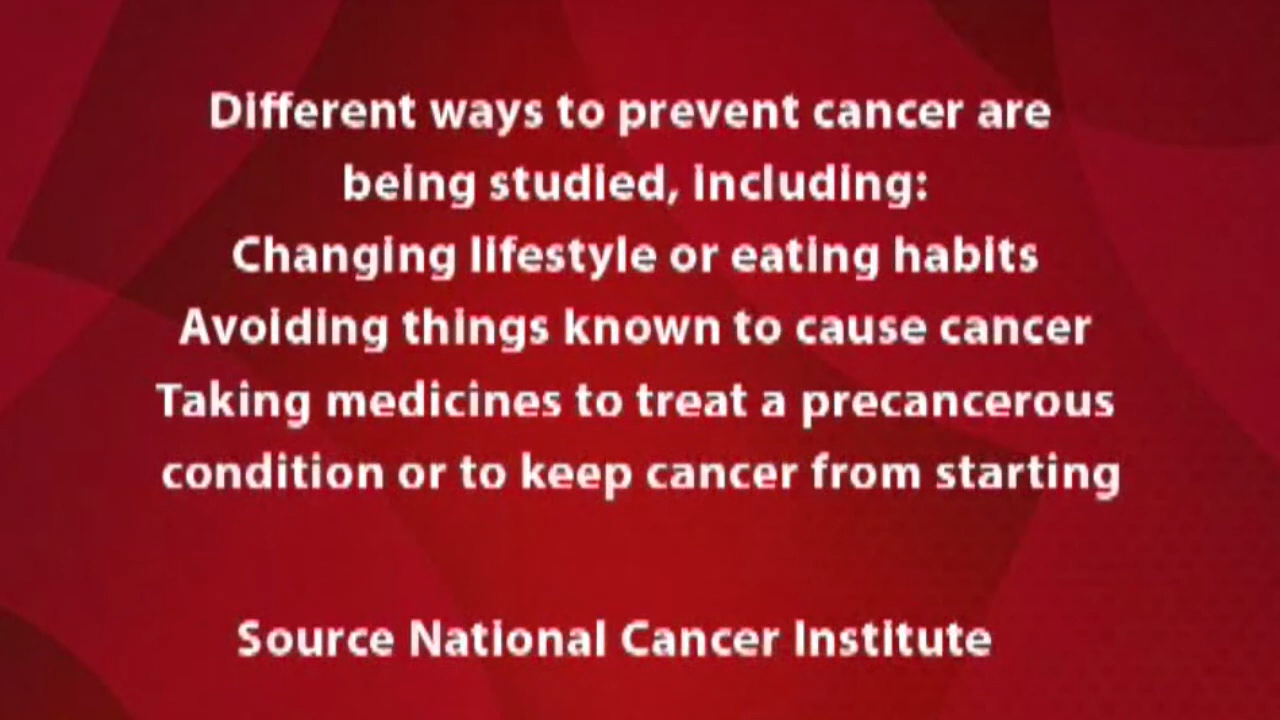 Different ways to prevent cancer are
being studied, including:
Changing lifestyle or eating habits
Avoiding things known to cause cancer
Taking medicines to treat a precancerous
condition or to keep cancer from starting
Source National Cancer Institute